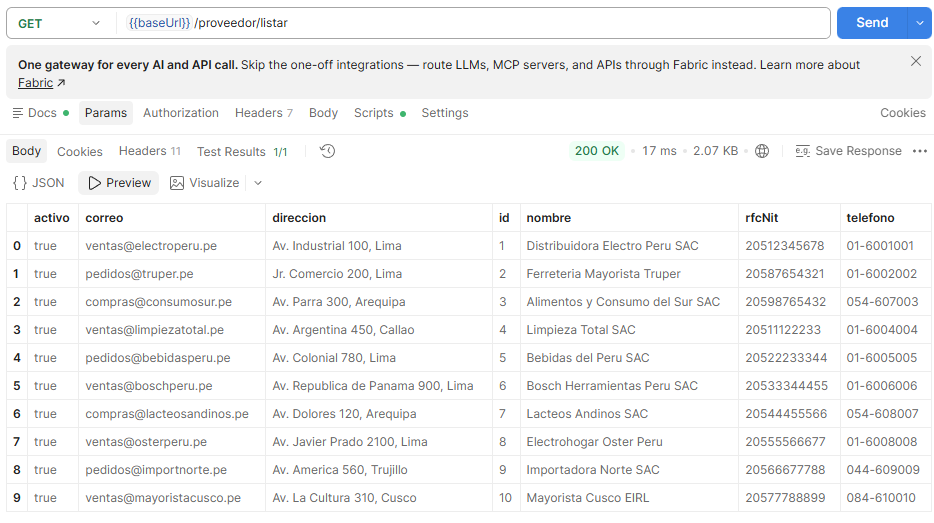 GET {{baseUrl}} /proveedor/listar Send
One gateway for every AI and API call. Skip the one-off integrations — route LLMs, MCP servers, and APIs through Fabric instead. Learn more about
Fabric ↗
Docs Params Authorization Headers 7 Body Scripts Settings Cookies
Body Cookies Headers 11 Test Results 1/1 200 OK • 17 ms • 2.07 KB • e.g. Save Response
{} JSON Preview Visualize
activo correo direccion id nombre rfcNit telefono
0 true ventas@electroperu.pe Av. Industrial 100, Lima 1 Distribuidora Electro Peru SAC 20512345678 01-6001001
1 true pedidos@truper.pe Jr. Comercio 200, Lima 2 Ferreteria Mayorista Truper 20587654321 01-6002002
2 true compras@consumosur.pe Av. Parra 300, Arequipa 3 Alimentos y Consumo del Sur SAC 20598765432 054-607003
3 true ventas@limpiezatotal.pe Av. Argentina 450, Callao 4 Limpieza Total SAC 20511122233 01-6004004
4 true pedidos@bebidasperu.pe Av. Colonial 780, Lima 5 Bebidas del Peru SAC 20522233344 01-6005005
5 true ventas@boschperu.pe Av. Republica de Panama 900, Lima 6 Bosch Herramientas Peru SAC 20533344455 01-6006006
6 true compras@lacteosandinos.pe Av. Dolores 120, Arequipa 7 Lacteos Andinos SAC 20544455566 054-608007
7 true ventas@osterperu.pe Av. Javier Prado 2100, Lima 8 Electrohogar Oster Peru 20555566677 01-6008008
8 true pedidos@importnorte.pe Av. America 560, Trujillo 9 Importadora Norte SAC 20566677788 044-609009
9 true ventas@mayoristacusco.pe Av. La Cultura 310, Cusco 10 Mayorista Cusco EIRL 20577788899 084-610010